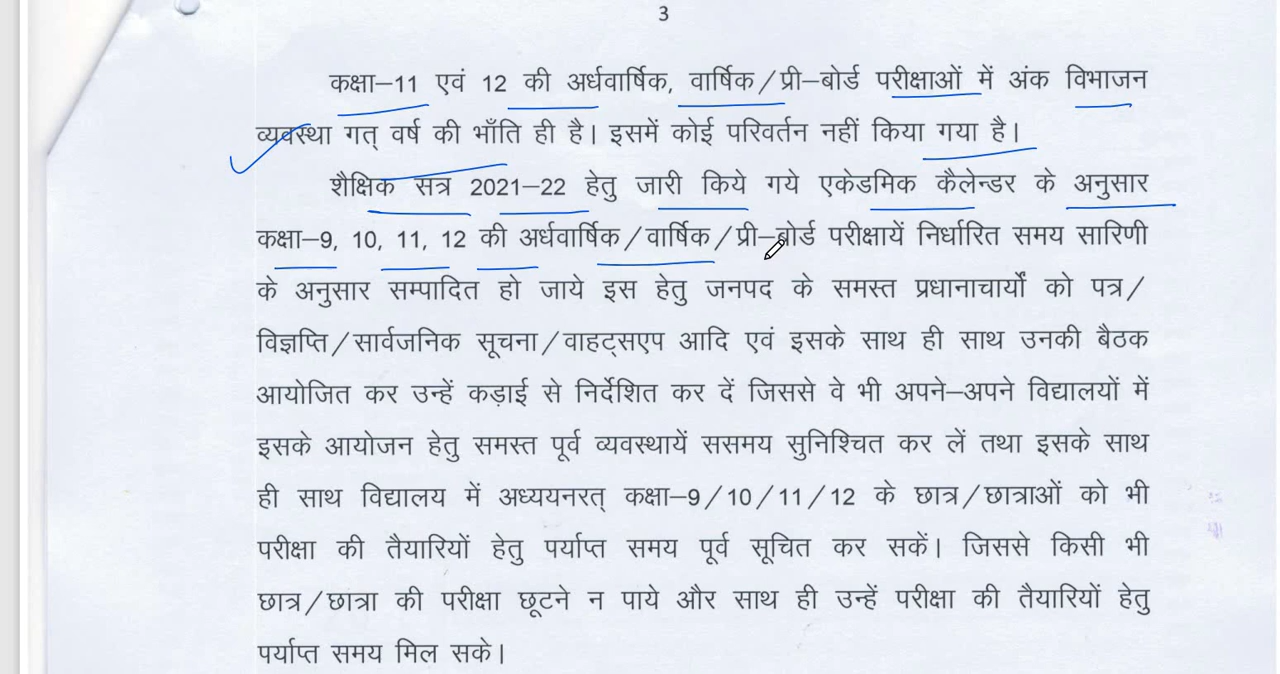 3
कक्षा–11 एवं 12 की अर्धवार्षिक, वार्षिक/प्री–बोर्ड परीक्षाओं में अंक विभाजन
व्यवस्था गत् वर्ष की भाँति ही है। इसमें कोई परिवर्तन नहीं किया गया है।
शैक्षिक सत्र 2021–22 हेतु जारी किये गये एकेडमिक कैलेन्डर के अनुसार
कक्षा–9, 10, 11, 12 की अर्धवार्षिक/वार्षिक/प्री–बोर्ड परीक्षायें निर्धारित समय सारिणी
के अनुसार सम्पादित हो जाये इस हेतु जनपद के समस्त प्रधानाचार्यों को पत्र/
विज्ञप्ति/सार्वजनिक सूचना/वाहट्सएप आदि एवं इसके साथ ही साथ उनकी बैठक
आयोजित कर उन्हें कड़ाई से निर्देशित कर दें जिससे वे भी अपने–अपने विद्यालयों में
इसके आयोजन हेतु समस्त पूर्व व्यवस्थायें ससमय सुनिश्चित कर लें तथा इसके साथ
ही साथ विद्यालय में अध्ययनरत् कक्षा–9/10/11/12 के छात्र/छात्राओं को भी
परीक्षा की तैयारियों हेतु पर्याप्त समय पूर्व सूचित कर सकें। जिससे किसी भी
छात्र/छात्रा की परीक्षा छूटने न पाये और साथ ही उन्हें परीक्षा की तैयारियों हेतु
पर्याप्त समय मिल सके।